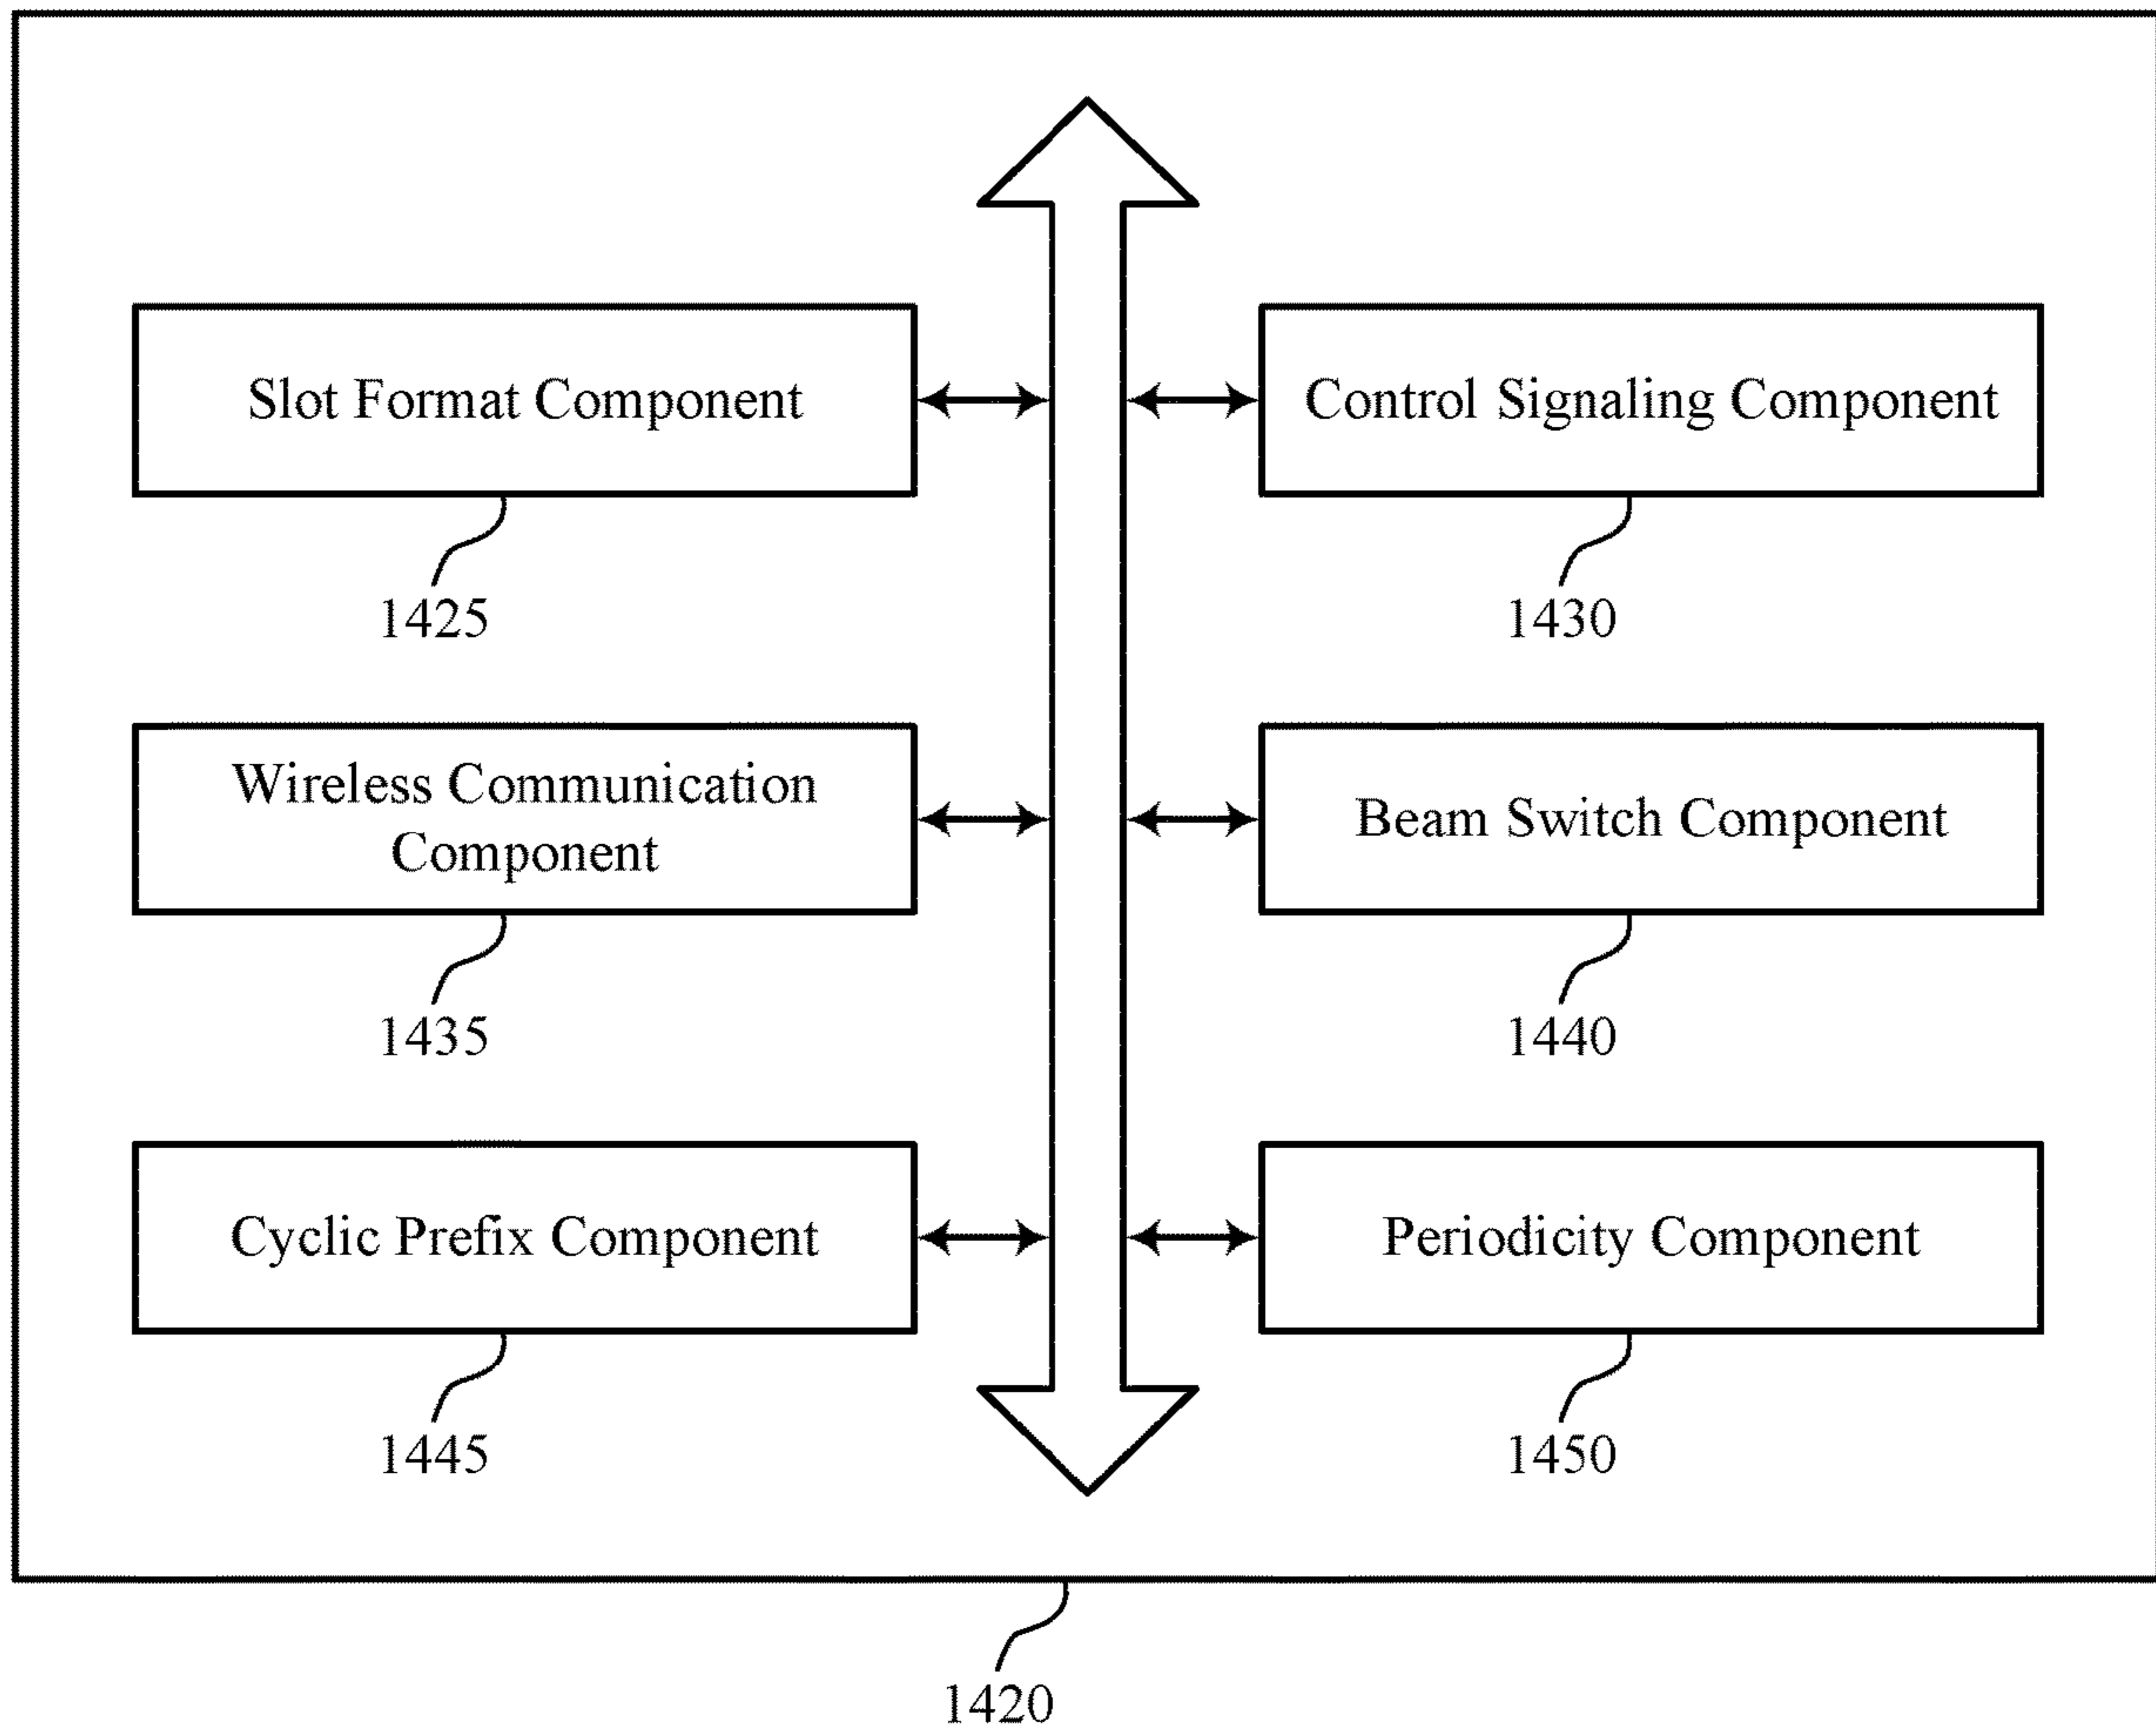 Slot Format Component
Control Signaling Component
1425
1430
Wireless Communication
Component
Beam Switch Component
1435
1440
Cyclic Prefix Component
Periodicity Component
1445
1450
1420